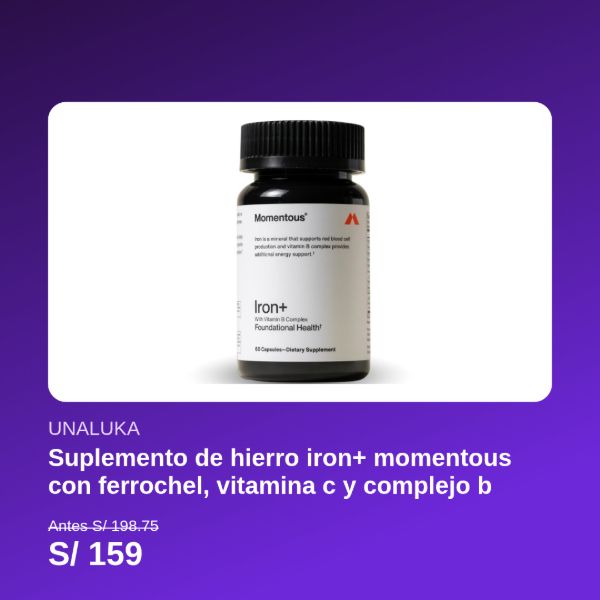 Momentous®
Iron is a mineral that supports red blood cell
production and vitamin B complex provides
additional energy support.†
Iron+
With Vitamin B Complex
Foundational Health†
60 Capsules—Dietary Supplement
UNALUKA
Suplemento de hierro iron+ momentous
con ferrochel, vitamina c y complejo b
Antes S/ 198.75
S/ 159